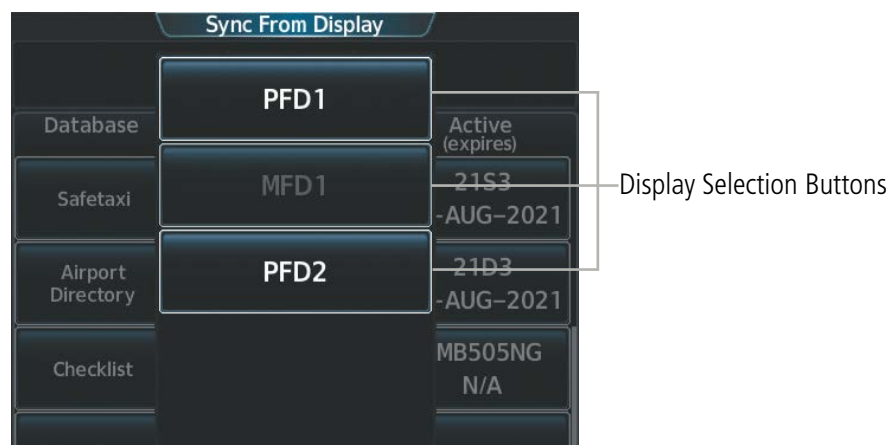 Sync From Display
PFD1
Database
Active
(expires)
MFD1
Safetaxi
21S3
-AUG-2021
Display Selection Buttons
PFD2
Airport
Directory
21D3
-AUG-2021
Checklist
MB505NG
N/A